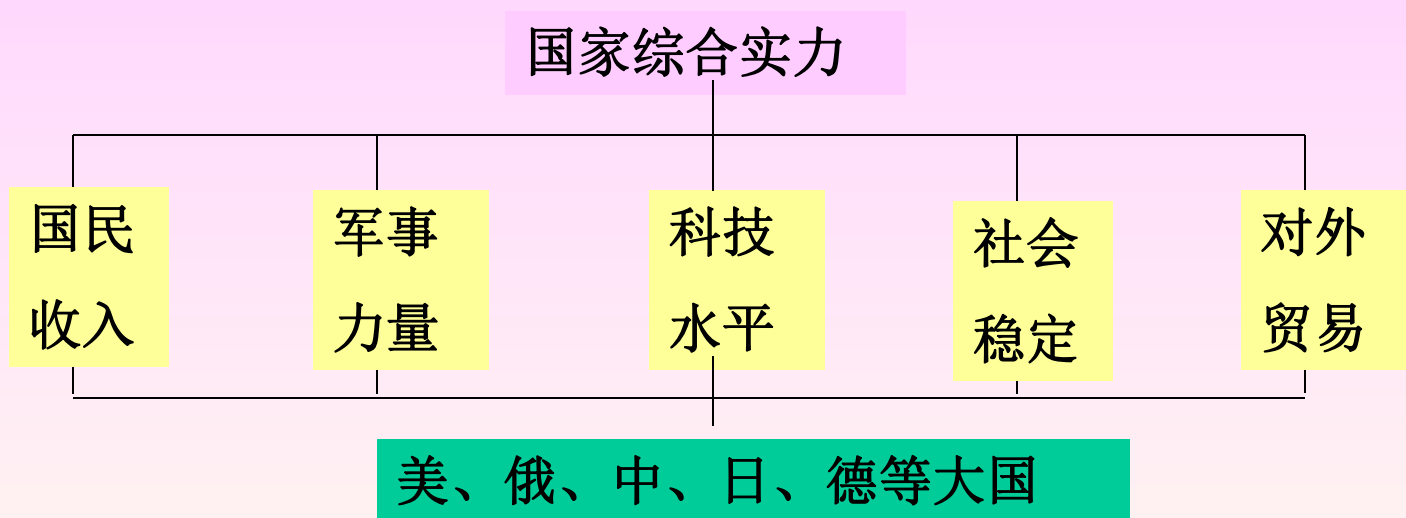 国家综合实力
国民
收入
军事
力量
科技
水平
社会
稳定
对外
贸易
美、俄、中、日、德等大国